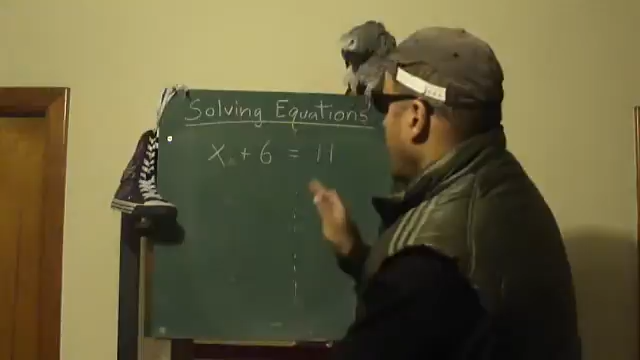 Solving Equations
x + 6 = 11